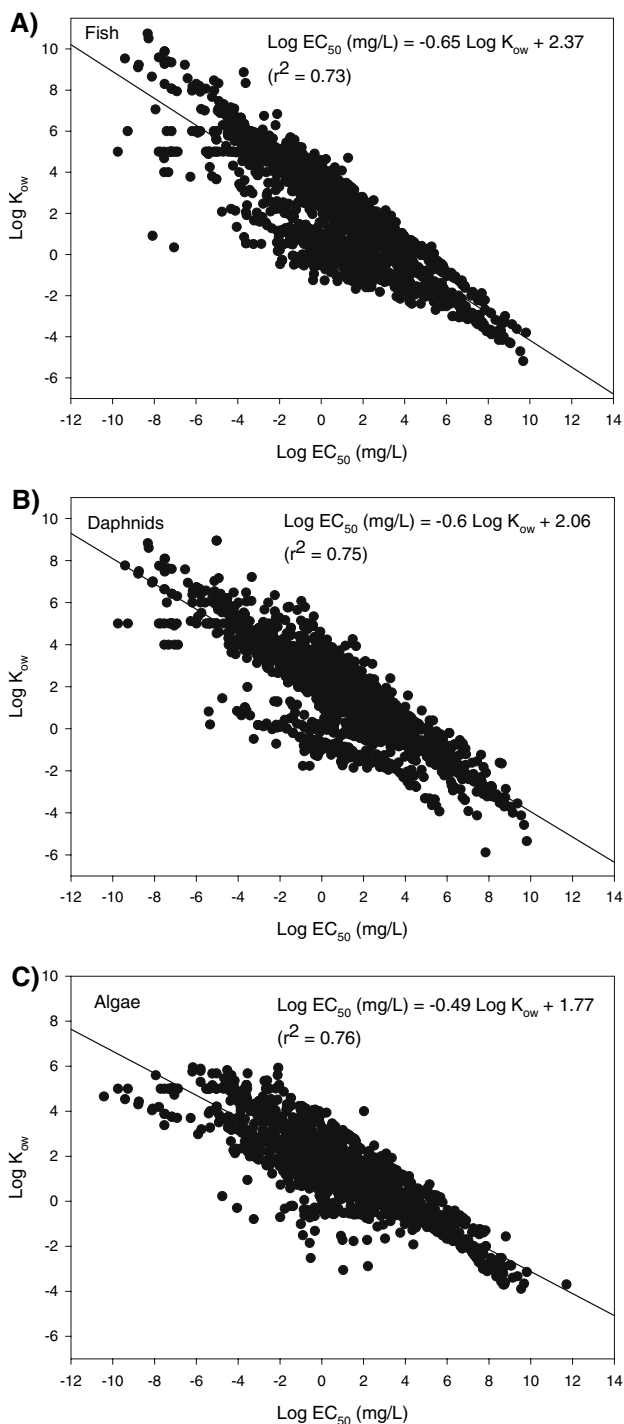 A)
Fish
Log EC50 (mg/L) = -0.65 Log Kow + 2.37
(r2 = 0.73)
10
8
6
4
2
0
-2
-4
-6
Log Kow
-12 -10 -8 -6 -4 -2 0 2 4 6 8 10 12 14
Log EC50 (mg/L)
B)
Daphnids
Log EC50 (mg/L) = -0.6 Log Kow + 2.06
(r2 = 0.75)
10
8
6
4
2
0
-2
-4
-6
Log Kow
-12 -10 -8 -6 -4 -2 0 2 4 6 8 10 12 14
Log EC50 (mg/L)
C)
Algae
Log EC50 (mg/L) = -0.49 Log Kow + 1.77
(r2 = 0.76)
10
8
6
4
2
0
-2
-4
-6
Log Kow
-12 -10 -8 -6 -4 -2 0 2 4 6 8 10 12 14
Log EC50 (mg/L)